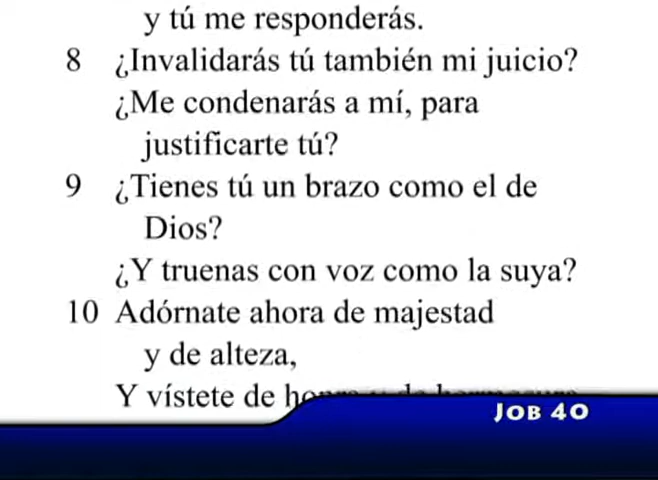 y tú me responderás.
8 ¿Invalidarás tú también mi juicio?
¿Me condenarás a mí, para
justificarte tú?
9 ¿Tienes tú un brazo como el de
Dios?
¿Y truenas con voz como la suya?
10 Adórnate ahora de majestad
y de alteza,
Y vístete de
JOB 40